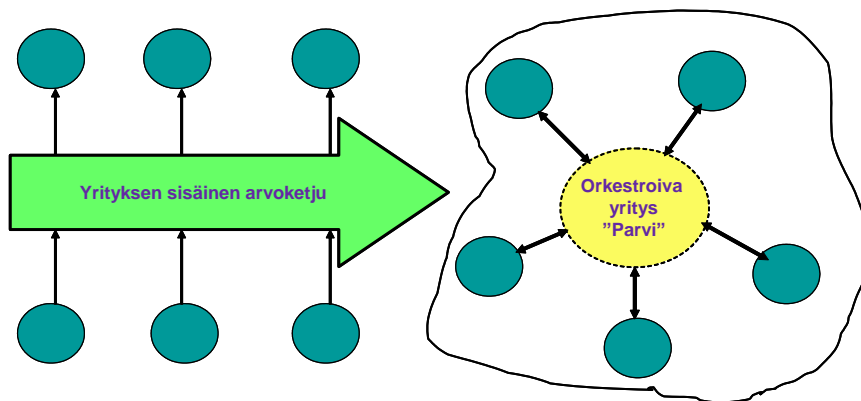 Yrityksen sisäinen arvoketju
Orkestroiva
yritys
”Parvi”